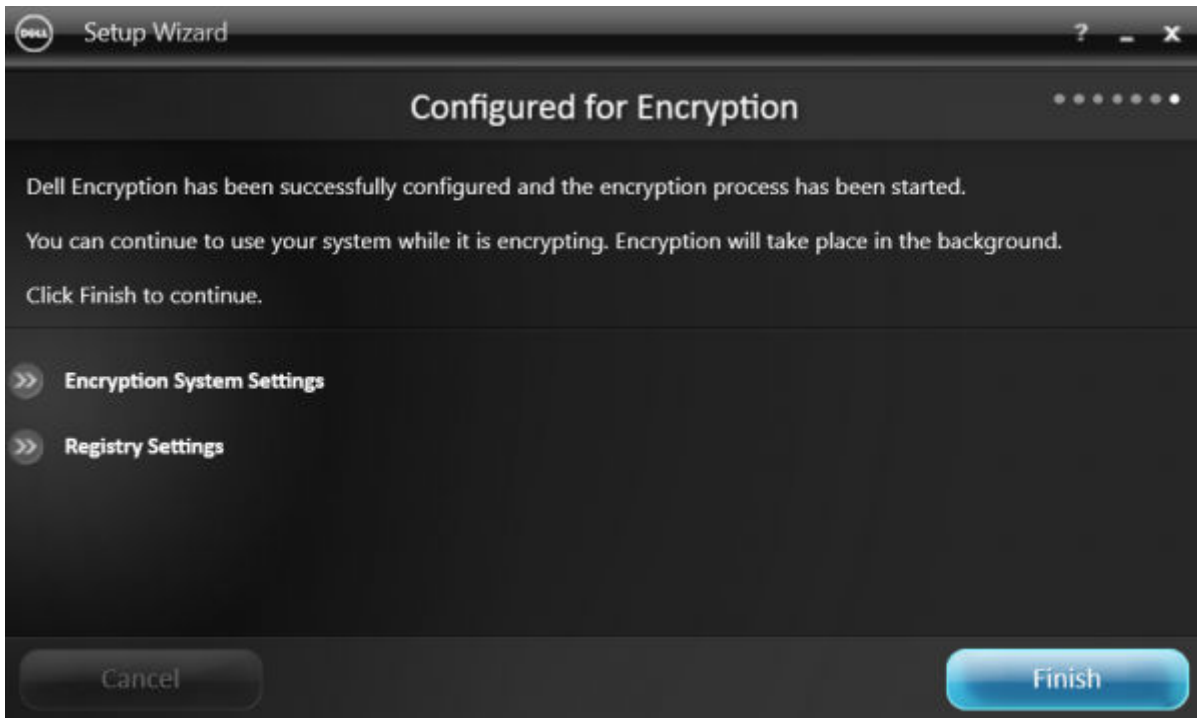 DELL Setup Wizard ? _ x
Configured for Encryption
Dell Encryption has been successfully configured and the encryption process has been started.
You can continue to use your system while it is encrypting. Encryption will take place in the background.
Click Finish to continue.
Encryption System Settings
Registry Settings
Cancel Finish